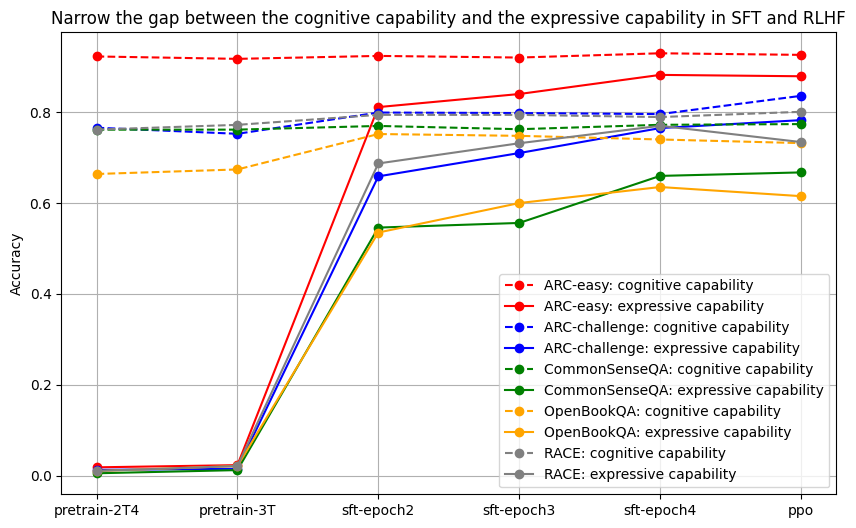 Narrow the gap between the cognitive capability and the expressive capability in SFT and RLHF
Accuracy
0.8
0.6
0.4
0.2
0.0
ARC-easy: cognitive capability
ARC-easy: expressive capability
ARC-challenge: cognitive capability
ARC-challenge: expressive capability
CommonSenseQA: cognitive capability
CommonSenseQA: expressive capability
OpenBookQA: cognitive capability
OpenBookQA: expressive capability
RACE: cognitive capability
RACE: expressive capability
pretrain-2T4 pretrain-3T sft-epoch2 sft-epoch3 sft-epoch4 ppo